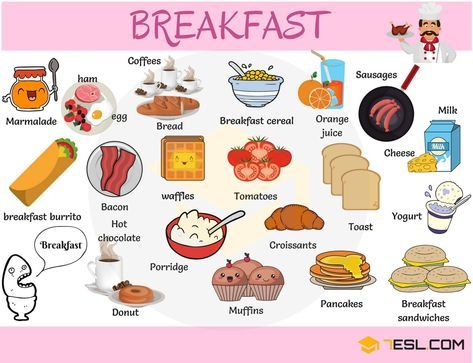 BREAKFAST
Coffees
ham
egg
Marmalade
Bread
Breakfast cereal
Orange
juice
Sausages
Milk
Milk
Cheese
breakfast burrito
Bacon
waffles
Tomatoes
Toast
Yogurt
Breakfast
Hot
chocolate
Porridge
Croissants
Donut
Muffins
Pancakes
Breakfast
sandwiches
7ESL.COM